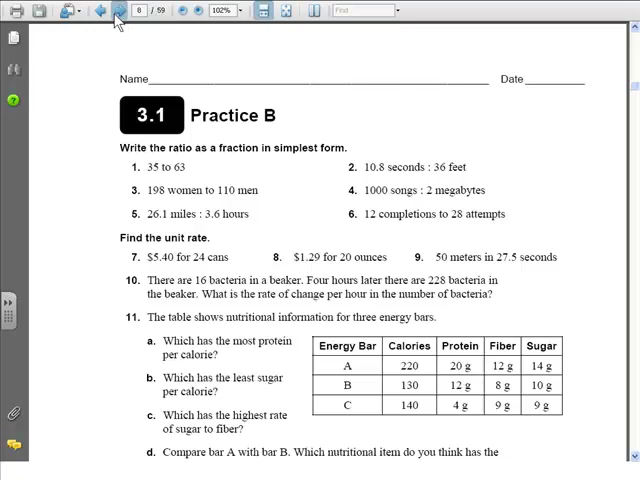 8 / 59 102% Find
Name Date
3.1 Practice B
Write the ratio as a fraction in simplest form.
1. 35 to 63 2. 10.8 seconds : 36 feet
3. 198 women to 110 men 4. 1000 songs : 2 megabytes
5. 26.1 miles : 3.6 hours 6. 12 completions to 28 attempts
Find the unit rate.
7. $5.40 for 24 cans 8. $1.29 for 20 ounces 9. 50 meters in 27.5 seconds
10. There are 16 bacteria in a beaker. Four hours later there are 228 bacteria in
the beaker. What is the rate of change per hour in the number of bacteria?
11. The table shows nutritional information for three energy bars.
a. Which has the most protein
per calorie?
b. Which has the least sugar
per calorie?
c. Which has the highest rate
of sugar to fiber?
Energy Bar Calories Protein Fiber Sugar
A 220 20 g 12 g 14 g
B 130 12 g 8 g 10 g
C 140 4 g 9 g 9 g
d. Compare bar A with bar B. Which nutritional item do you think has the